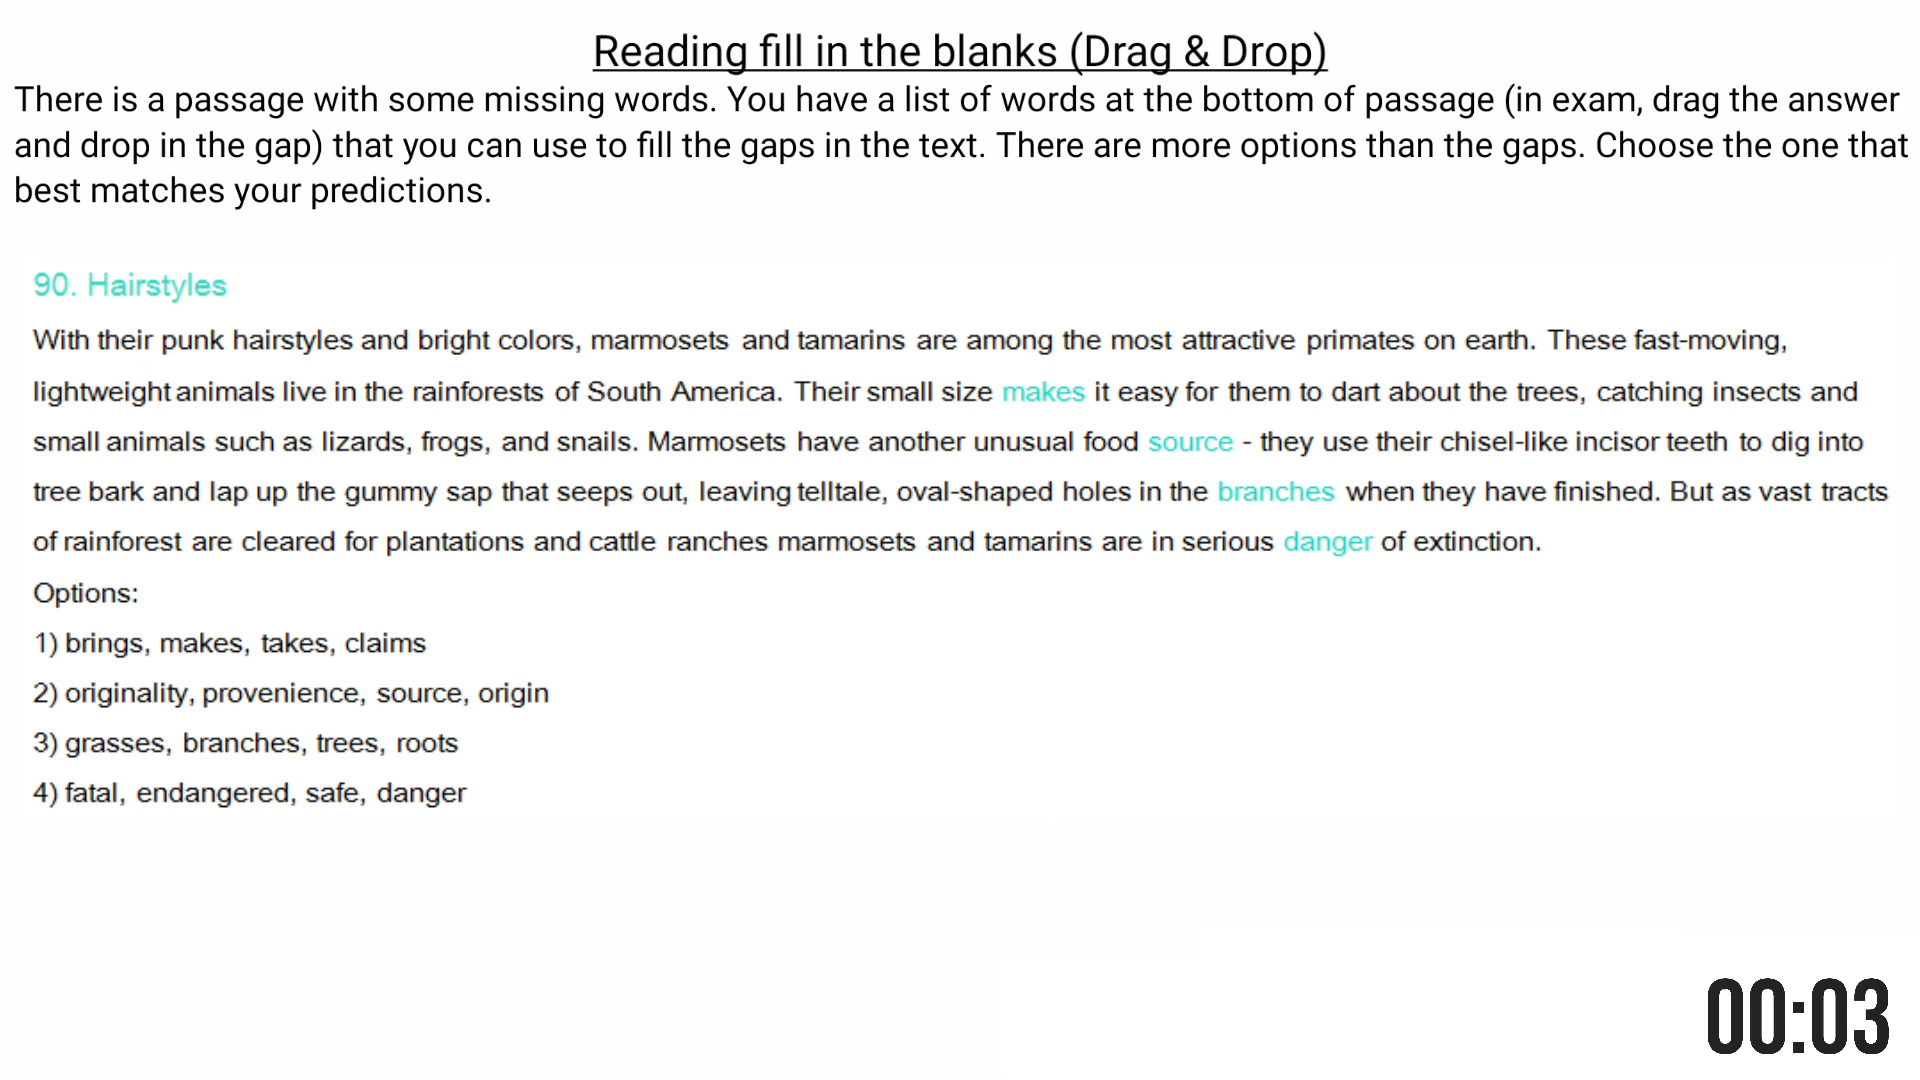 Reading fill in the blanks (Drag & Drop)
There is a passage with some missing words. You have a list of words at the bottom of passage (in exam, drag the answer
and drop in the gap) that you can use to fill the gaps in the text. There are more options than the gaps. Choose the one that
best matches your predictions.
90. Hairstyles
With their punk hairstyles and bright colors, marmosets and tamarins are among the most attractive primates on earth. These fast-moving,
lightweight animals live in the rainforests of South America. Their small size makes it easy for them to dart about the trees, catching insects and
small animals such as lizards, frogs, and snails. Marmosets have another unusual food source - they use their chisel-like incisor teeth to dig into
tree bark and lap up the gummy sap that seeps out, leaving telltale, oval-shaped holes in the branches when they have finished. But as vast tracts
of rainforest are cleared for plantations and cattle ranches marmosets and tamarins are in serious danger of extinction.
Options:
1) brings, makes, takes, claims
2) originality, provenience, source, origin
3) grasses, branches, trees, roots
4) fatal, endangered, safe, danger
00:03